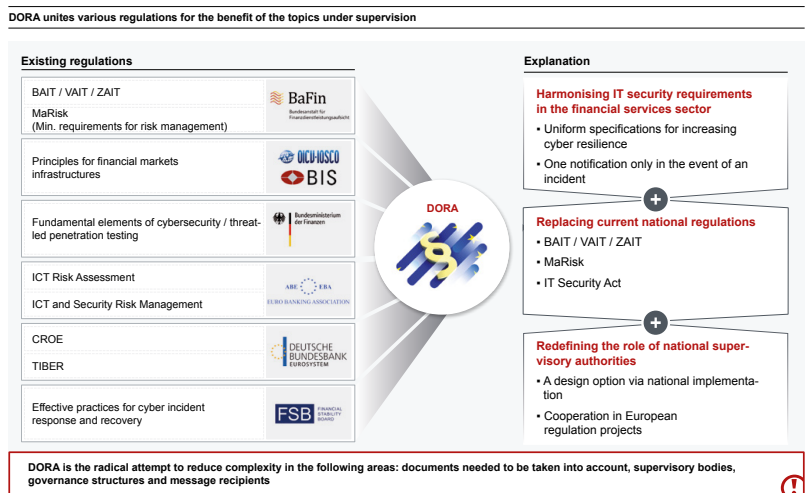 DORA unites various regulations for the benefit of the topics under supervision
Existing regulations
BAIT / VAIT / ZAIT
MaRisk
(Min. requirements for risk management)
BaFin
Bundesanstalt für
Finanzdienstleistungsaufsicht
Principles for financial markets
infrastructures
OICU-IOSCO
BIS
Fundamental elements of cybersecurity / threat-
led penetration testing
Bundesministerium
der Finanzen
ICT Risk Assessment
ICT and Security Risk Management
ABE EBA
EURO BANKING ASSOCIATION
CROE
TIBER
DEUTSCHE
BUNDESBANK
EUROSYSTEM
Effective practices for cyber incident
response and recovery
FSB
FINANCIAL
STABILITY
BOARD
DORA
§
Explanation
Harmonising IT security requirements
in the financial services sector
▪ Uniform specifications for increasing
cyber resilience
▪ One notification only in the event of an
incident
+
Replacing current national regulations
▪ BAIT / VAIT / ZAIT
▪ MaRisk
▪ IT Security Act
+
Redefining the role of national super-
visory authorities
▪ A design option via national implementa-
tion
▪ Cooperation in European
regulation projects
DORA is the radical attempt to reduce complexity in the following areas: documents needed to be taken into account, supervisory bodies,
governance structures and message recipients
!